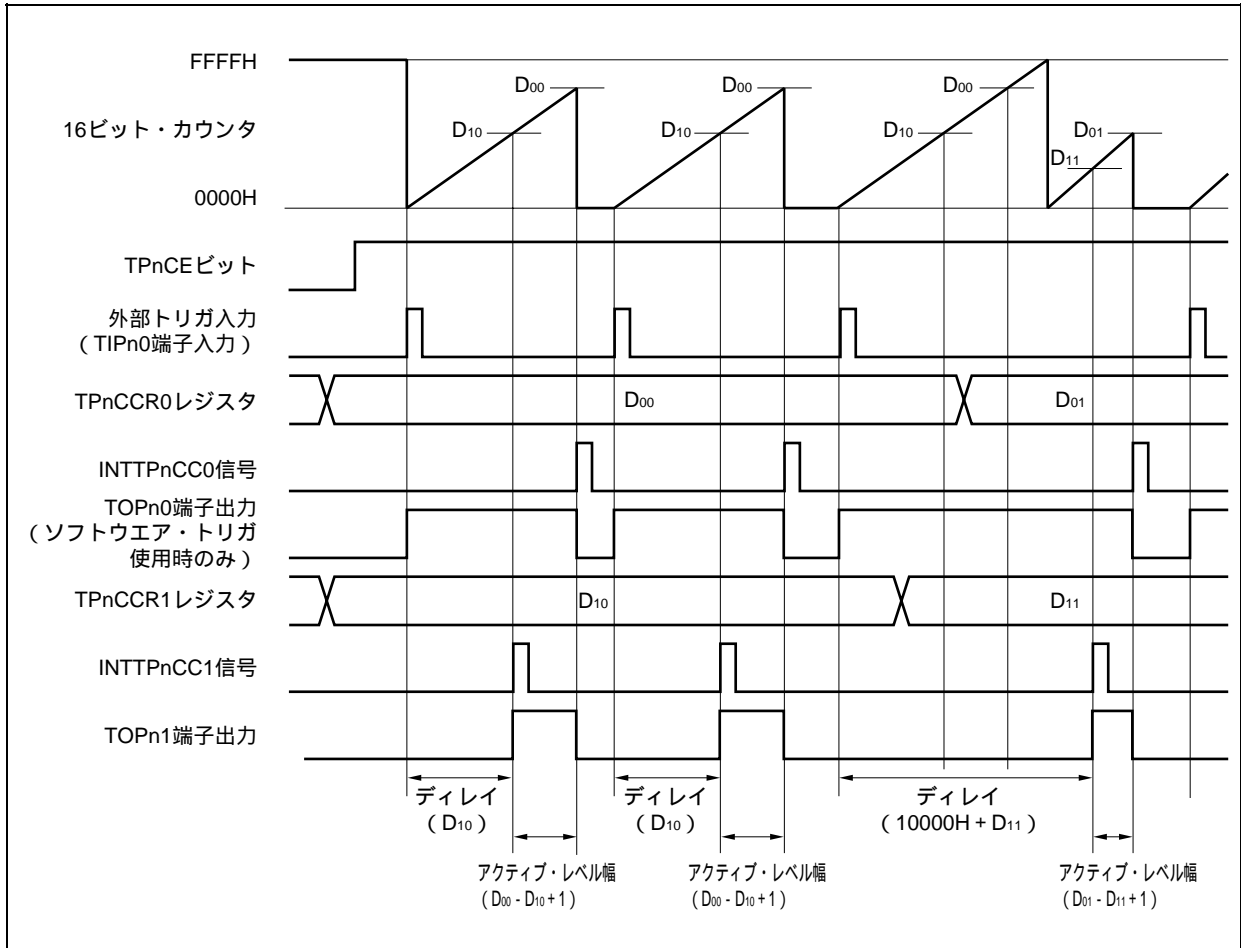 FFFFH
D00
D00
D00
16ビット・カウンタ
D10
D10
D10
D01
D11
0000H
TPnCEビット
外部トリガ入力
（TIPn0端子入力）
TPnCCR0レジスタ
D00
D01
INTTPnCC0信号
TOPn0端子出力
（ソフトウエア・トリガ
使用時のみ）
TPnCCR1レジスタ
D10
D11
INTTPnCC1信号
TOPn1端子出力
ディレイ
（D10）
ディレイ
（D10）
ディレイ
（10000H + D11）
アクティブ・レベル幅
（D00 - D10 + 1）
アクティブ・レベル幅
（D00 - D10 + 1）
アクティブ・レベル幅
（D01 - D11 + 1）